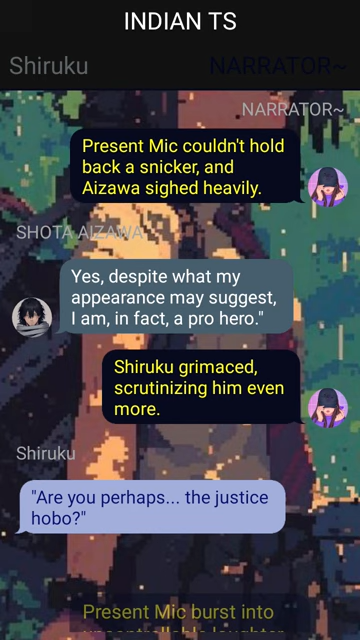 INDIAN TS
Shiruku
NARRATOR~
NARRATOR~
Present Mic couldn't hold
back a snicker, and
Aizawa sighed heavily.
SHOTA AIZAWA
Yes, despite what my
appearance may suggest,
I am, in fact, a pro hero."
Shiruku grimaced,
scrutinizing him even
more.
Shiruku
"Are you perhaps... the justice
hobo?"
Present Mic burst into
uncontrollable laughter